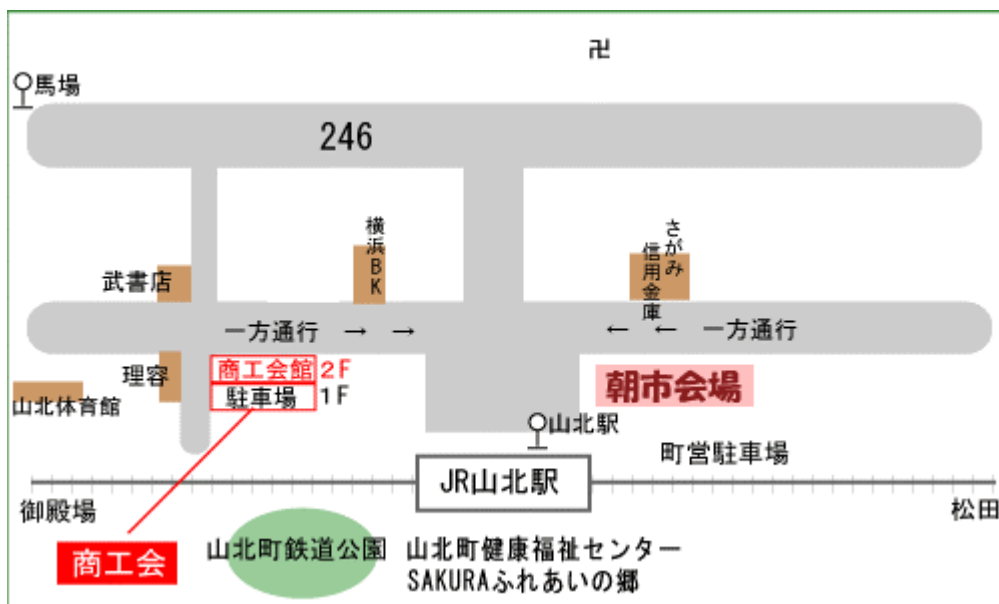 卍
馬場
246
横浜BK
さがみ
信用金庫
武書店
一方通行 → →
← ← 一方通行
理容
商工会館 2F
駐車場 1F
朝市会場
山北体育館
山北駅
町営駐車場
JR山北駅
御殿場
松田
商工会
山北町鉄道公園
山北町健康福祉センター
SAKURAふれあいの郷